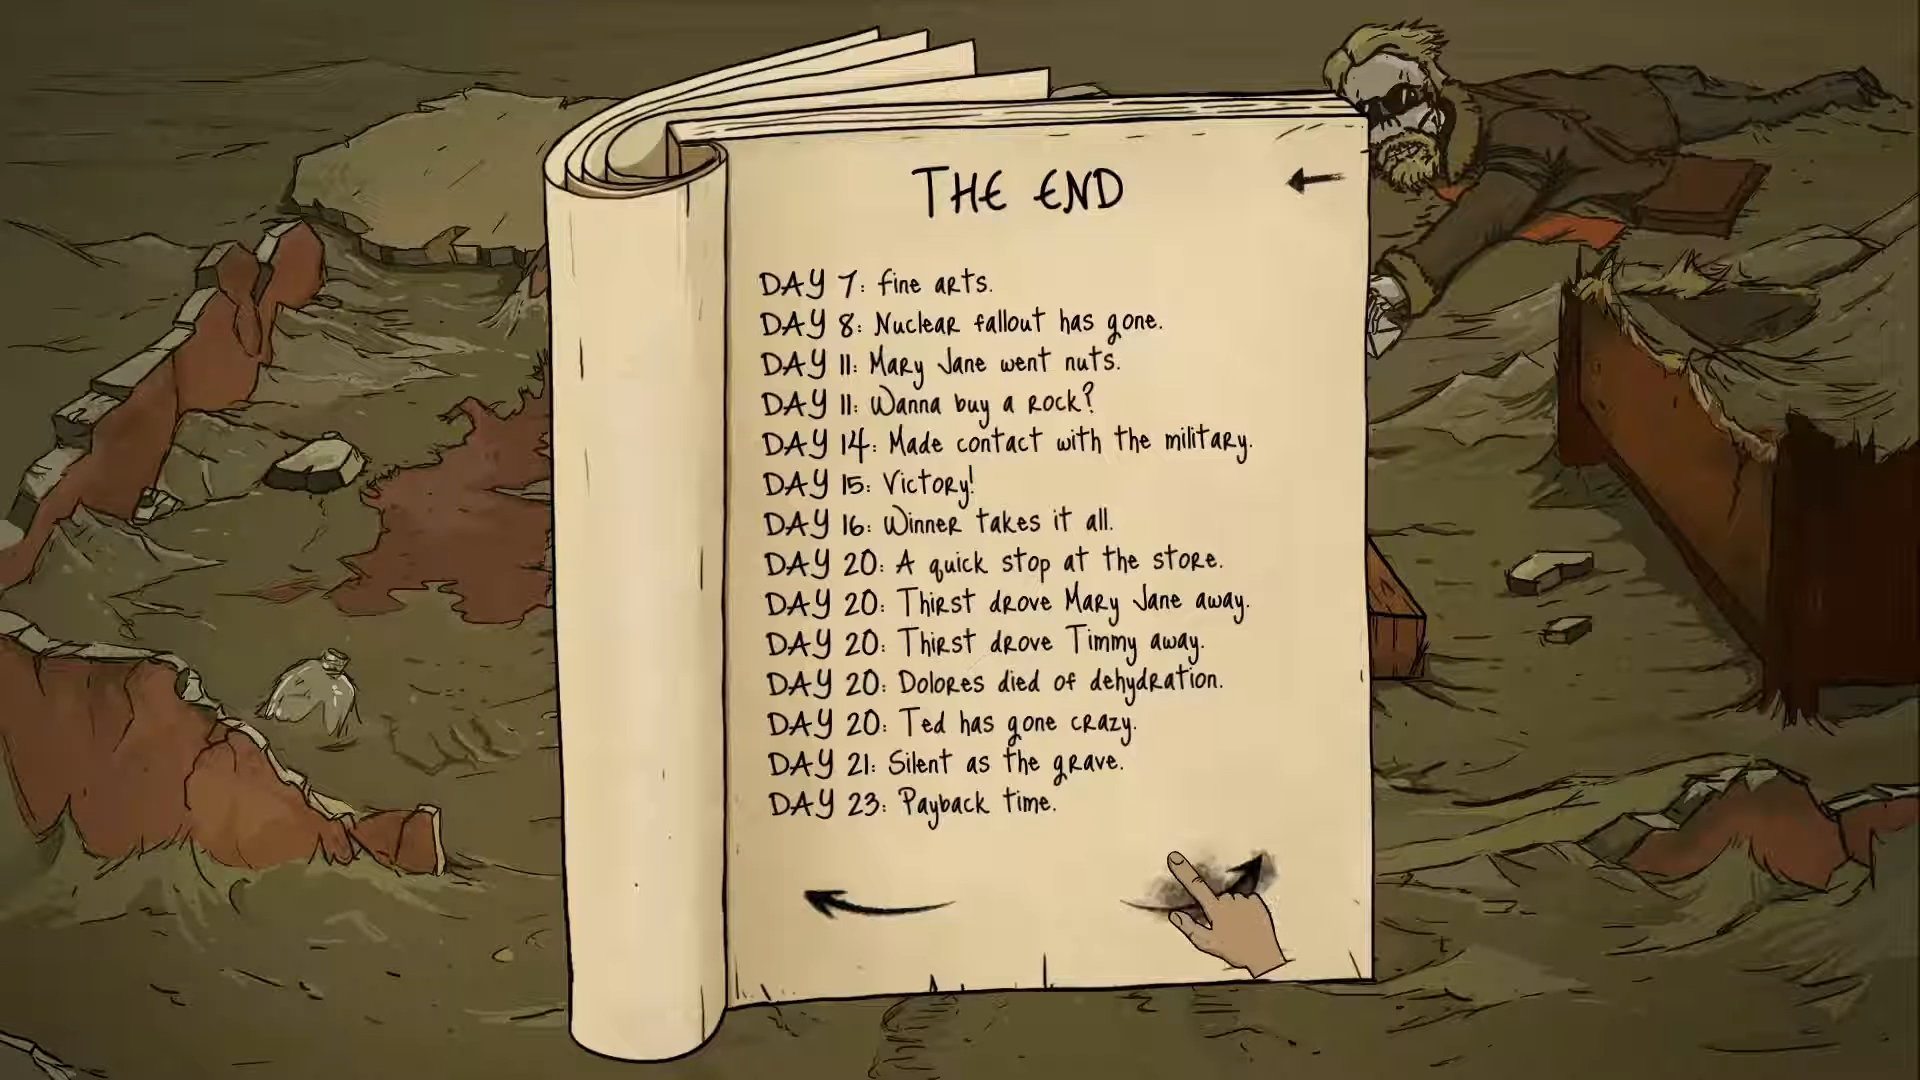 THE END
DAY 7: fine arts.
DAY 8: Nuclear fallout has gone.
DAY 11: Mary Jane went nuts.
DAY 11: Wanna buy a rock?
DAY 14: Made contact with the military.
DAY 15: Victory!
DAY 16: Winner takes it all.
DAY 20: A quick stop at the store.
DAY 20: Thirst drove Mary Jane away.
DAY 20: Thirst drove Timmy away.
DAY 20: Dolores died of dehydration.
DAY 20: Ted has gone crazy.
DAY 21: Silent as the grave.
DAY 23: Payback time.